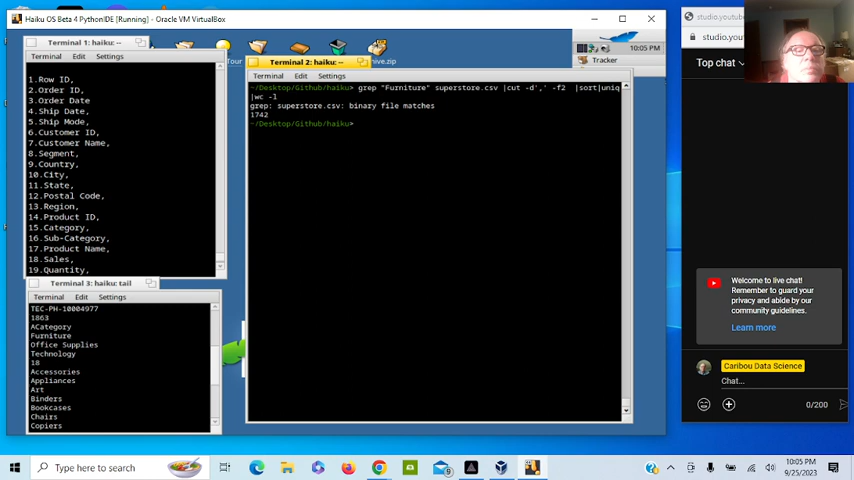 Haiku OS Beta 4 PythonIDE [Running] - Oracle VM VirtualBox
Terminal 1: haiku: --
Terminal Edit Settings
1.Row ID,
2.Order ID,
3.Order Date
4.Ship Date,
5.Ship Mode,
6.Customer ID,
7.Customer Name,
8.Segment,
9.Country,
10.City,
11.State,
12.Postal Code,
13.Region,
14.Product ID,
15.Category,
16.Sub-Category,
17.Product Name,
18.Sales,
19.Quantity,
Terminal 3: haiku: tail
Terminal Edit Settings
TEC-PH-10004977
1863
ACategory
Furniture
Office Supplies
Technology
18
Accessories
Appliances
Art
Binders
Bookcases
Chairs
Copiers
Tour
hive.zip
Terminal 2: haiku: --
Terminal Edit Settings
~/Desktop/Github/haiku> grep "Furniture" superstore.csv |cut -d',' -f2 |sort|uniq
|wc -l
grep: superstore.csv: binary file matches
1742
~/Desktop/Github/haiku>
10:05 PM
Tracker
studio.youtub
studio.you
Top chat
Welcome to live chat!
Remember to guard your
privacy and abide by our
community guidelines.
Learn more
Caribou Data Science
Chat...
0/200
Type here to search
9
10:05 PM
9/25/2023